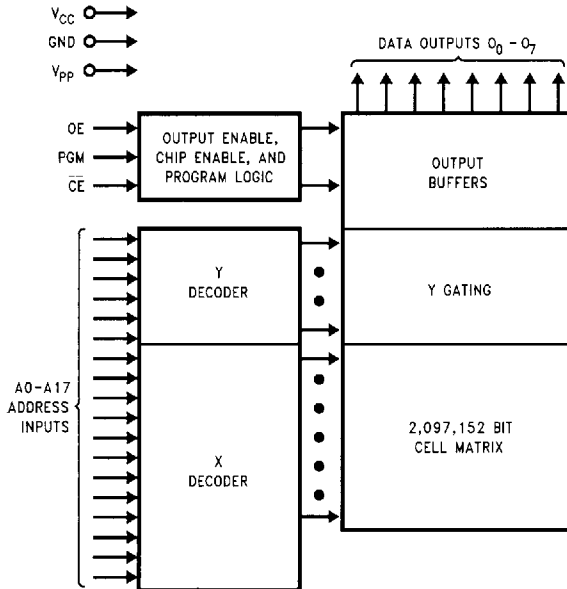 V_CC
GND
V_PP
DATA OUTPUTS O_0 - O_7
OE
PGM
C̅E̅
OUTPUT ENABLE,
CHIP ENABLE, AND
PROGRAM LOGIC
OUTPUT
BUFFERS
Y
DECODER
Y GATING
A0-A17
ADDRESS
INPUTS
X
DECODER
2,097,152 BIT
CELL MATRIX